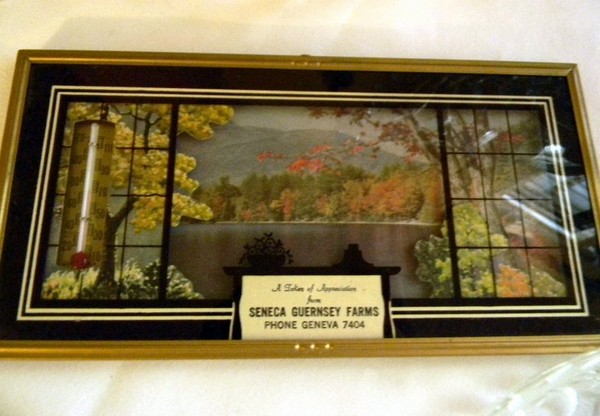 A Token of Appreciation
from
SENECA GUERNSEY FARMS
PHONE GENEVA 7404